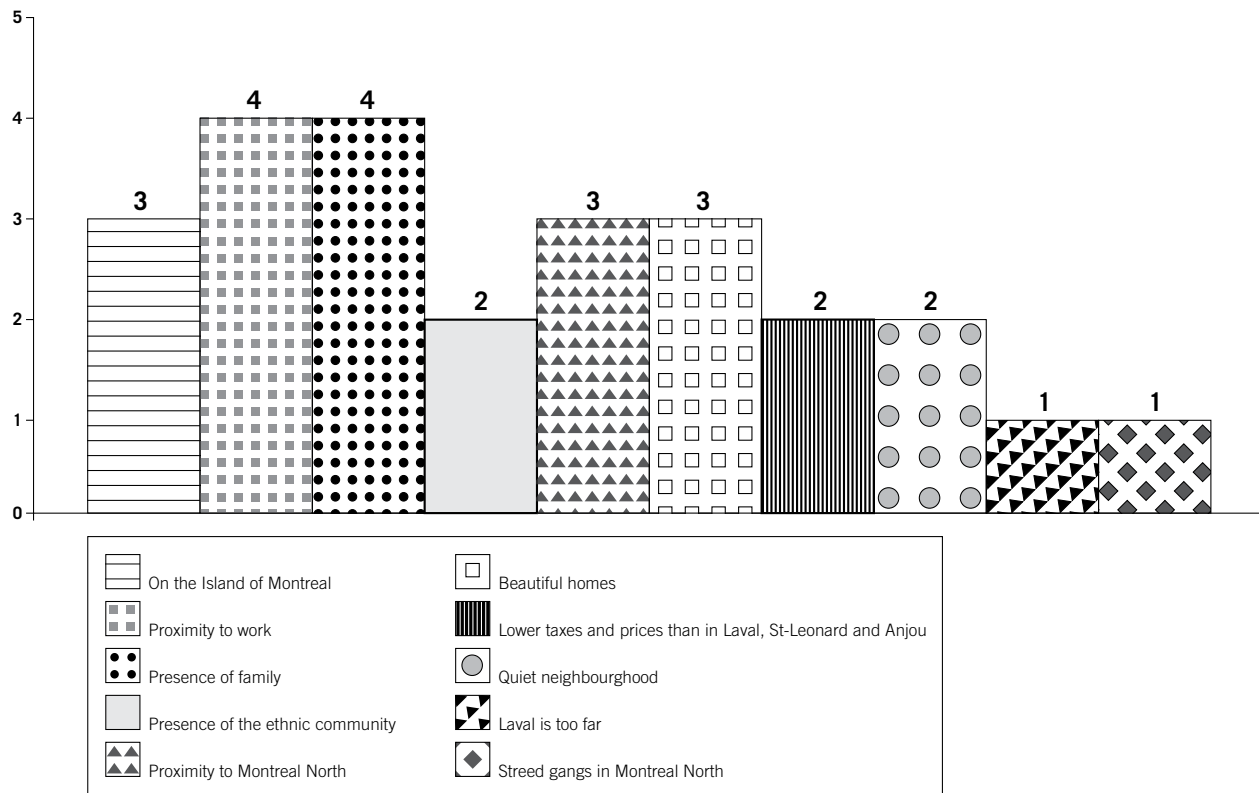 5
4
4 4
3
3
3 3
2
2
2 2
1
1 1
0
On the Island of Montreal
Proximity to work
Presence of family
Presence of the ethnic community
Proximity to Montreal North
Beautiful homes
Lower taxes and prices than in Laval, St-Leonard and Anjou
Quiet neighbourghood
Laval is too far
Streed gangs in Montreal North